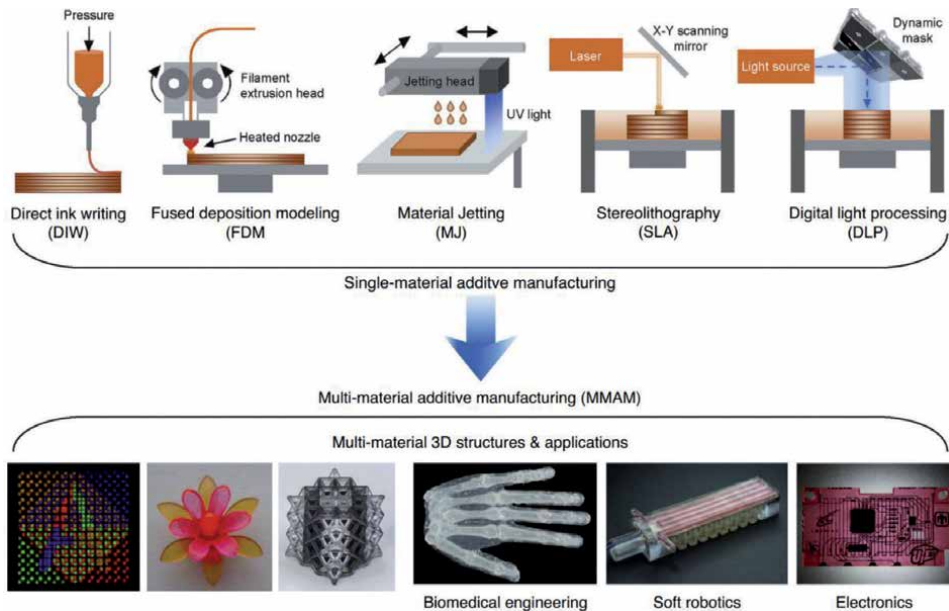 Pressure
Filament
extrusion head
Heated nozzle
Direct ink writing
(DIW)
Fused deposition modeling
(FDM
Jetting head
UV light
Material Jetting
(MJ)
X-Y scanning
mirror
Laser
Stereolithography
(SLA)
Dynamic
mask
Light source
Digital light processing
(DLP)
Single-material additve manufacturing
Multi-material additive manufacturing (MMAM)
Multi-material 3D structures & applications
Biomedical engineering
Soft robotics
Electronics